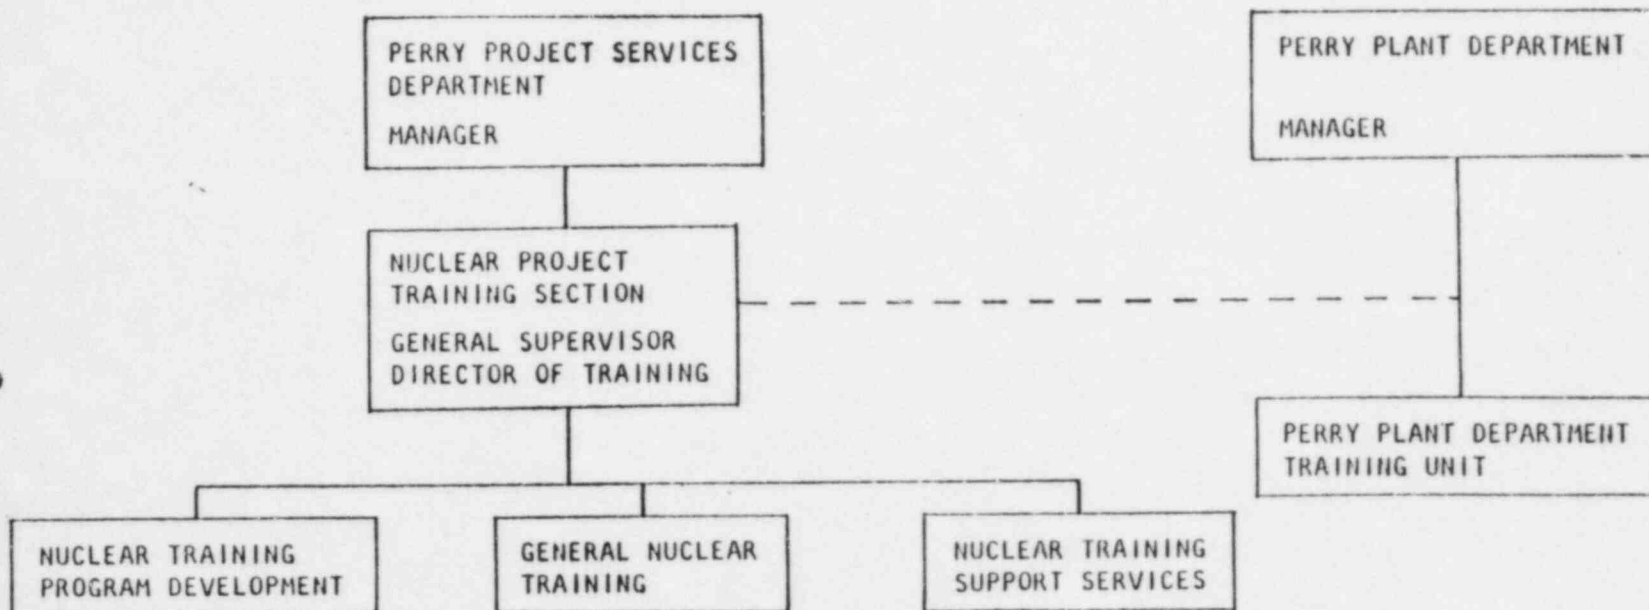 PERRY PROJECT SERVICES
DEPARTMENT
MANAGER
PERRY PLANT DEPARTMENT
MANAGER
NUCLEAR PROJECT
TRAINING SECTION
GENERAL SUPERVISOR
DIRECTOR OF TRAINING
PERRY PLANT DEPARTMENT
TRAINING UNIT
NUCLEAR TRAINING
PROGRAM DEVELOPMENT
GENERAL NUCLEAR
TRAINING
NUCLEAR TRAINING
SUPPORT SERVICES